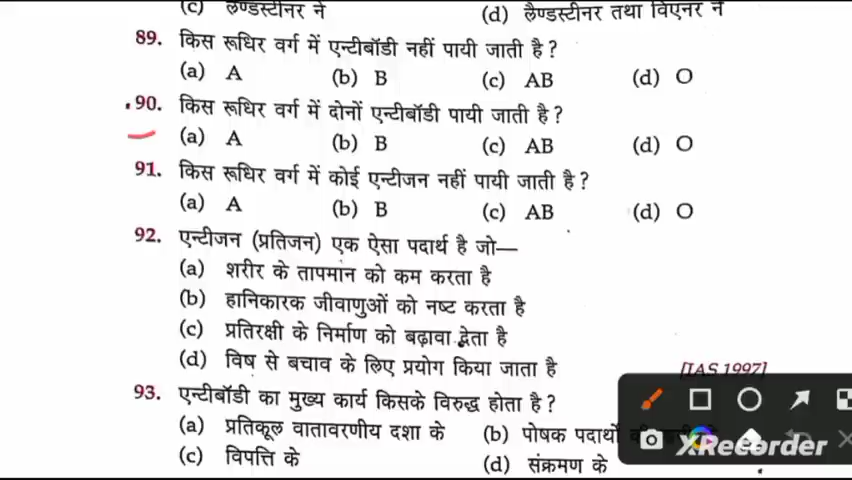 (c) लैण्डस्टीनर ने (d) लैण्डस्टीनर तथा विएनर ने
89. किस रूधिर वर्ग में एन्टीबॉडी नहीं पायी जाती है?
(a) A (b) B (c) AB (d) O
90. किस रूधिर वर्ग में दोनों एन्टीबॉडी पायी जाती है?
(a) A (b) B (c) AB (d) O
91. किस रूधिर वर्ग में कोई एन्टीजन नहीं पायी जाती है?
(a) A (b) B (c) AB (d) O
92. एन्टीजन (प्रतिजन) एक ऐसा पदार्थ है जो—
(a) शरीर के तापमान को कम करता है
(b) हानिकारक जीवाणुओं को नष्ट करता है
(c) प्रतिरक्षी के निर्माण को बढ़ावा देता है
(d) विष से बचाव के लिए प्रयोग किया जाता है
[IAS 1997]
93. एन्टीबॉडी का मुख्य कार्य किसके विरुद्ध होता है?
(a) प्रतिकूल वातावरणीय दशा के (b) पोषक पदार्थों
(c) विपत्ति के (d) संक्रमण के
XRecorder